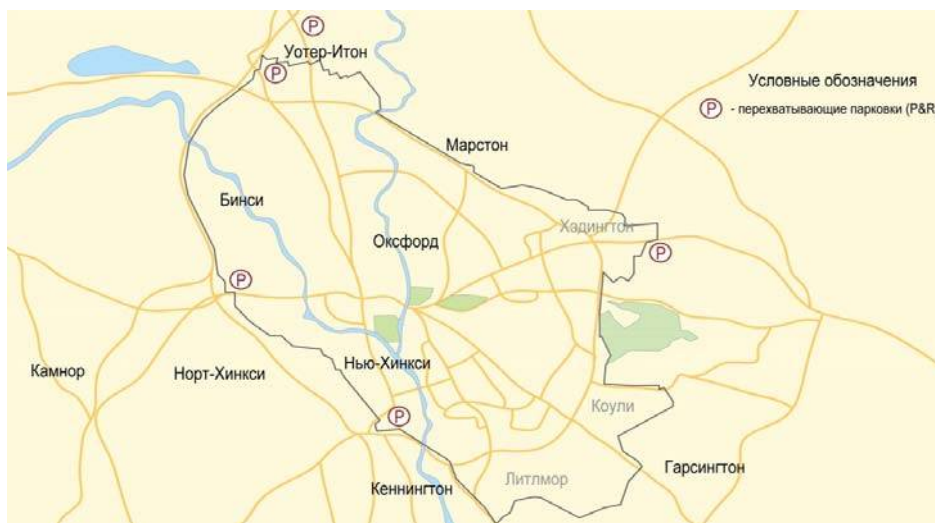 P
Уотер-Итон
P
Условные обозначения
P - перехватывающие парковки (P&R
Марстон
Бинси
Хэдингтон
Оксфорд
P
P
Нью-Хинкси
Камнор
Норт-Хинкси
P
Коули
Гарсингтон
Литлмор
Кеннингтон